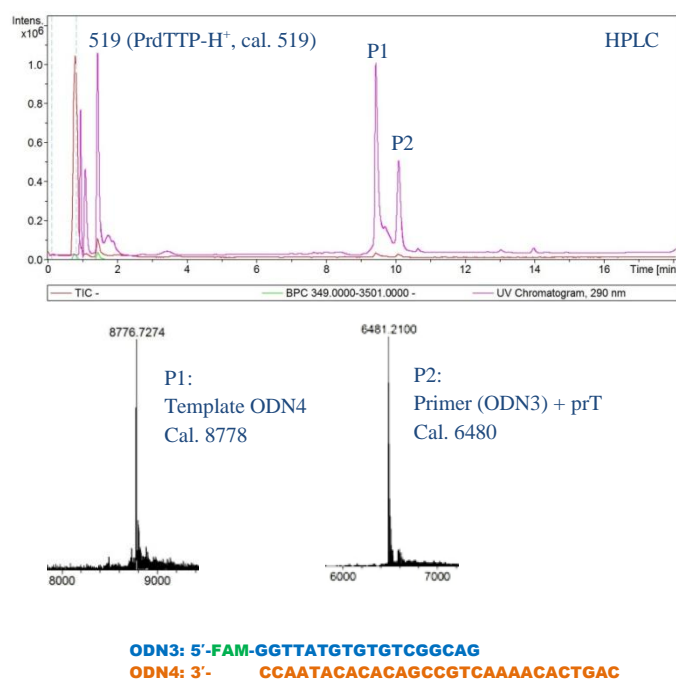 Intens.
x10⁶
519 (PrdTTP-H⁺, cal. 519)
HPLC
P1
P2
1.0
0.8
0.6
0.4
0.2
0.0
0 2 4 6 8 10 12 14 16 Time [min
TIC - BPC 349.0000-3501.0000 - UV Chromatogram, 290 nm
8776.7274
P1:
Template ODN4
Cal. 8778
8000 9000
6481.2100
P2:
Primer (ODN3) + prT
Cal. 6480
6000 7000
ODN3: 5′-FAM-GGTTATGTGTGTCGGCAG
ODN4: 3′- CCAATACACACAGCCGTCAAAACACTGAC